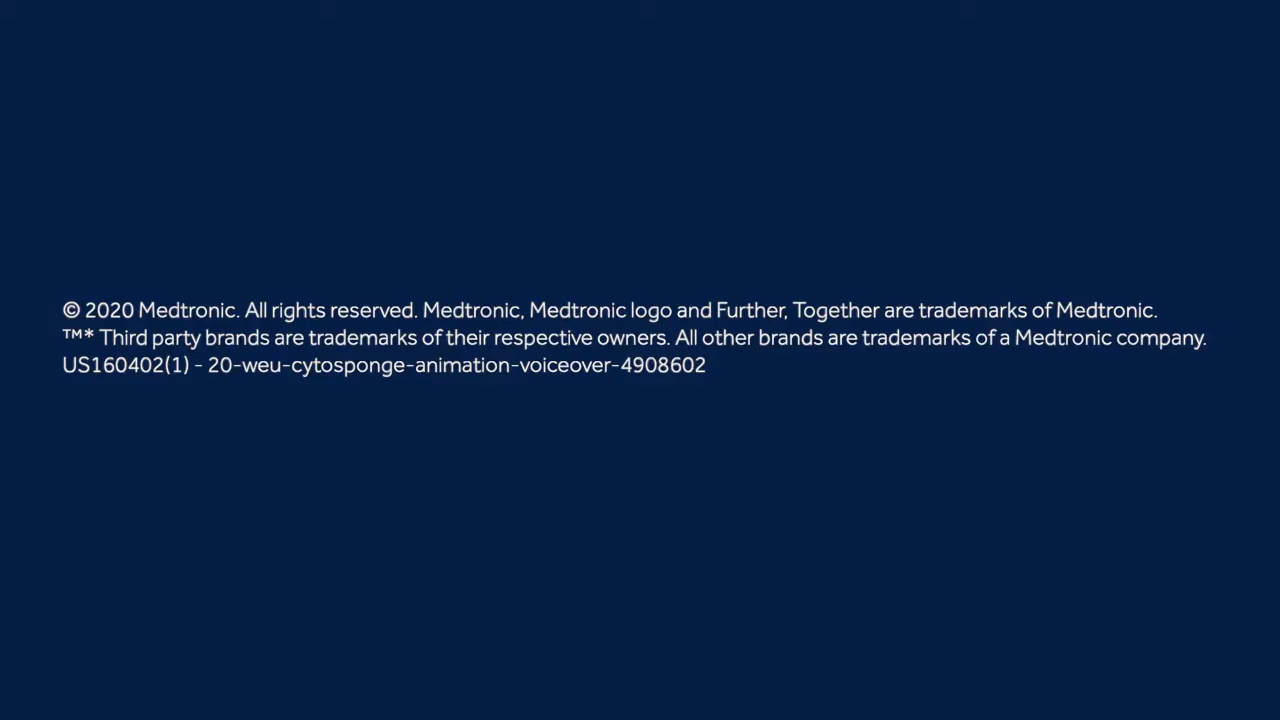 © 2020 Medtronic. All rights reserved. Medtronic, Medtronic logo and Further, Together are trademarks of Medtronic.
™* Third party brands are trademarks of their respective owners. All other brands are trademarks of a Medtronic company.
US160402(1) - 20-weu-cytosponge-animation-voiceover-4908602